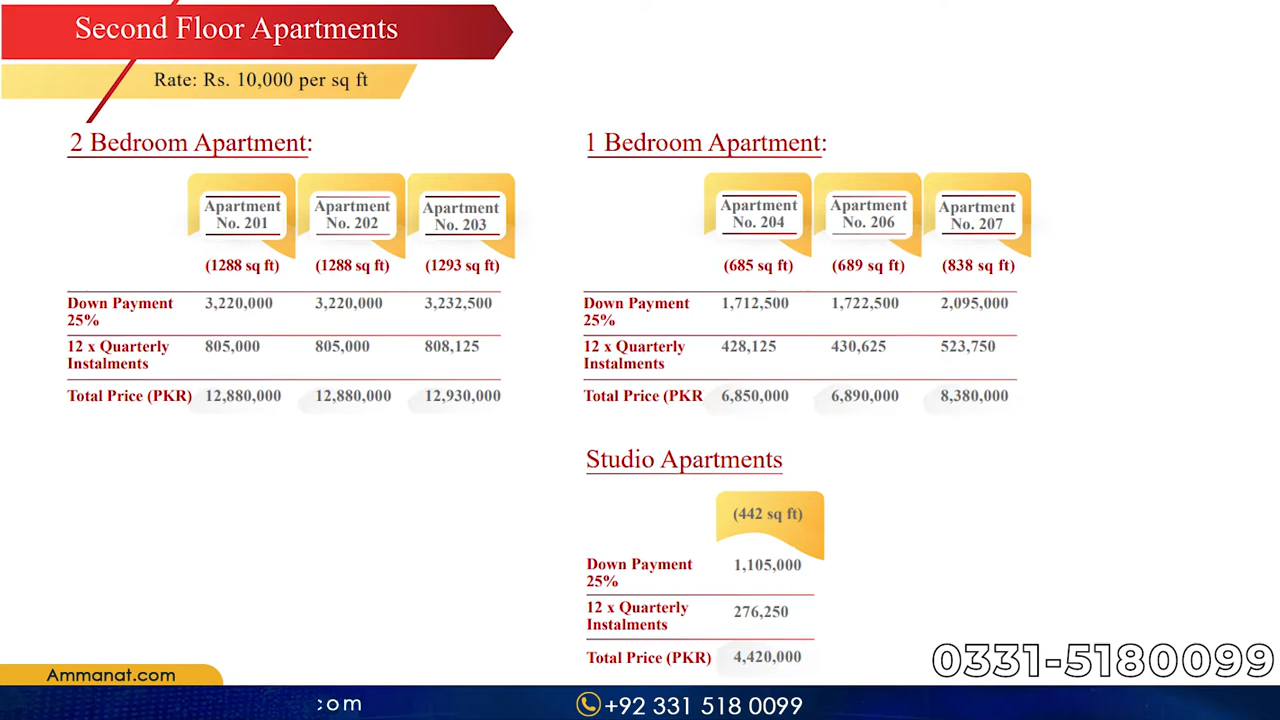 Second Floor Apartments
Rate: Rs. 10,000 per sq ft
2 Bedroom Apartment:
Apartment No. 201
Apartment No. 202
Apartment No. 203
(1288 sq ft) (1288 sq ft) (1293 sq ft)
Down Payment 25% 3,220,000 3,220,000 3,232,500
12 x Quarterly Instalments 805,000 805,000 808,125
Total Price (PKR) 12,880,000 12,880,000 12,930,000
1 Bedroom Apartment:
Apartment No. 204
Apartment No. 206
Apartment No. 207
(685 sq ft) (689 sq ft) (838 sq ft)
Down Payment 25% 1,712,500 1,722,500 2,095,000
12 x Quarterly Instalments 428,125 430,625 523,750
Total Price (PKR 6,850,000 6,890,000 8,380,000
Studio Apartments
(442 sq ft)
Down Payment 25% 1,105,000
12 x Quarterly Instalments 276,250
Total Price (PKR) 4,420,000
0331-5180099
Ammanat.com
com
+92 331 518 0099